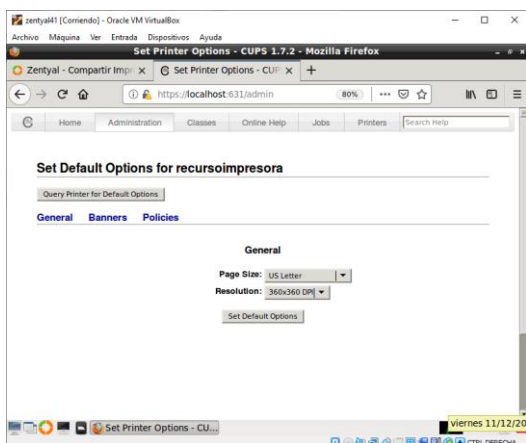 zentyal41 [Corriendo] - Oracle VM VirtualBox
Archivo Máquina Ver Entrada Dispositivos Ayuda
Set Printer Options - CUPS 1.7.2 - Mozilla Firefox
Zentyal - Compartir Impr
Set Printer Options - CUP
https://localhost:631/admin
80%
Home Administration Classes Online Help Jobs Printers Search Help
Set Default Options for recursoimpresora
Query Printer for Default Options
General Banners Policies
General
Page Size: US Letter
Resolution: 360x360 DPI
Set Default Options
Set Printer Options - CU...
viernes 11/12/20
CTRL DERECHA